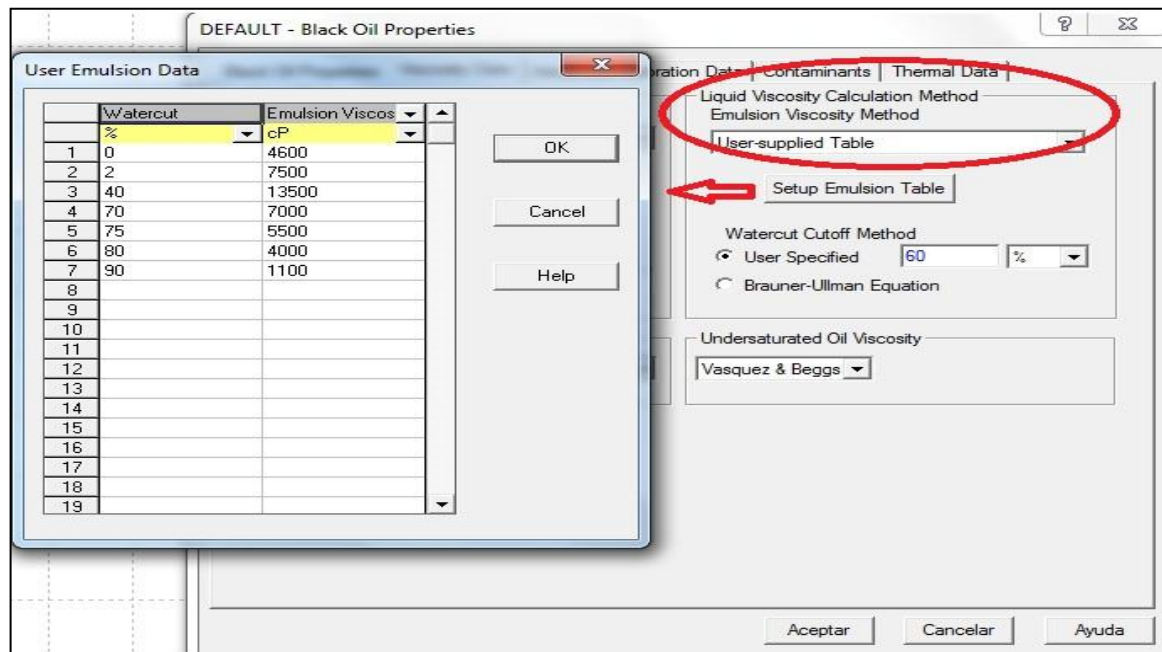 DEFAULT - Black Oil Properties
User Emulsion Data
ration Data Contaminants Thermal Data
Liquid Viscosity Calculation Method
Emulsion Viscosity Method
User-supplied Table
Setup Emulsion Table
Watercut Cutoff Method
User Specified 60 %
Brauner-Ullman Equation
Undersaturated Oil Viscosity
Vasquez & Beggs
Watercut Emulsion Viscos
% cP
1 0 4600
2 2 7500
3 40 13500
4 70 7000
5 75 5500
6 80 4000
7 90 1100
8
9
10
11
12
13
14
15
16
17
18
19
OK
Cancel
Help
Aceptar Cancelar Ayuda